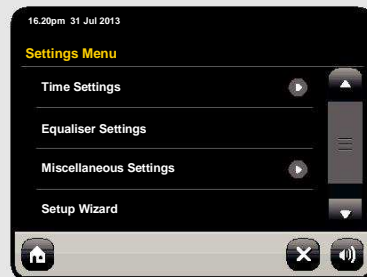 16.20pm 31 Jul 2013
Settings Menu
Time Settings
Equaliser Settings
Miscellaneous Settings
Setup Wizard